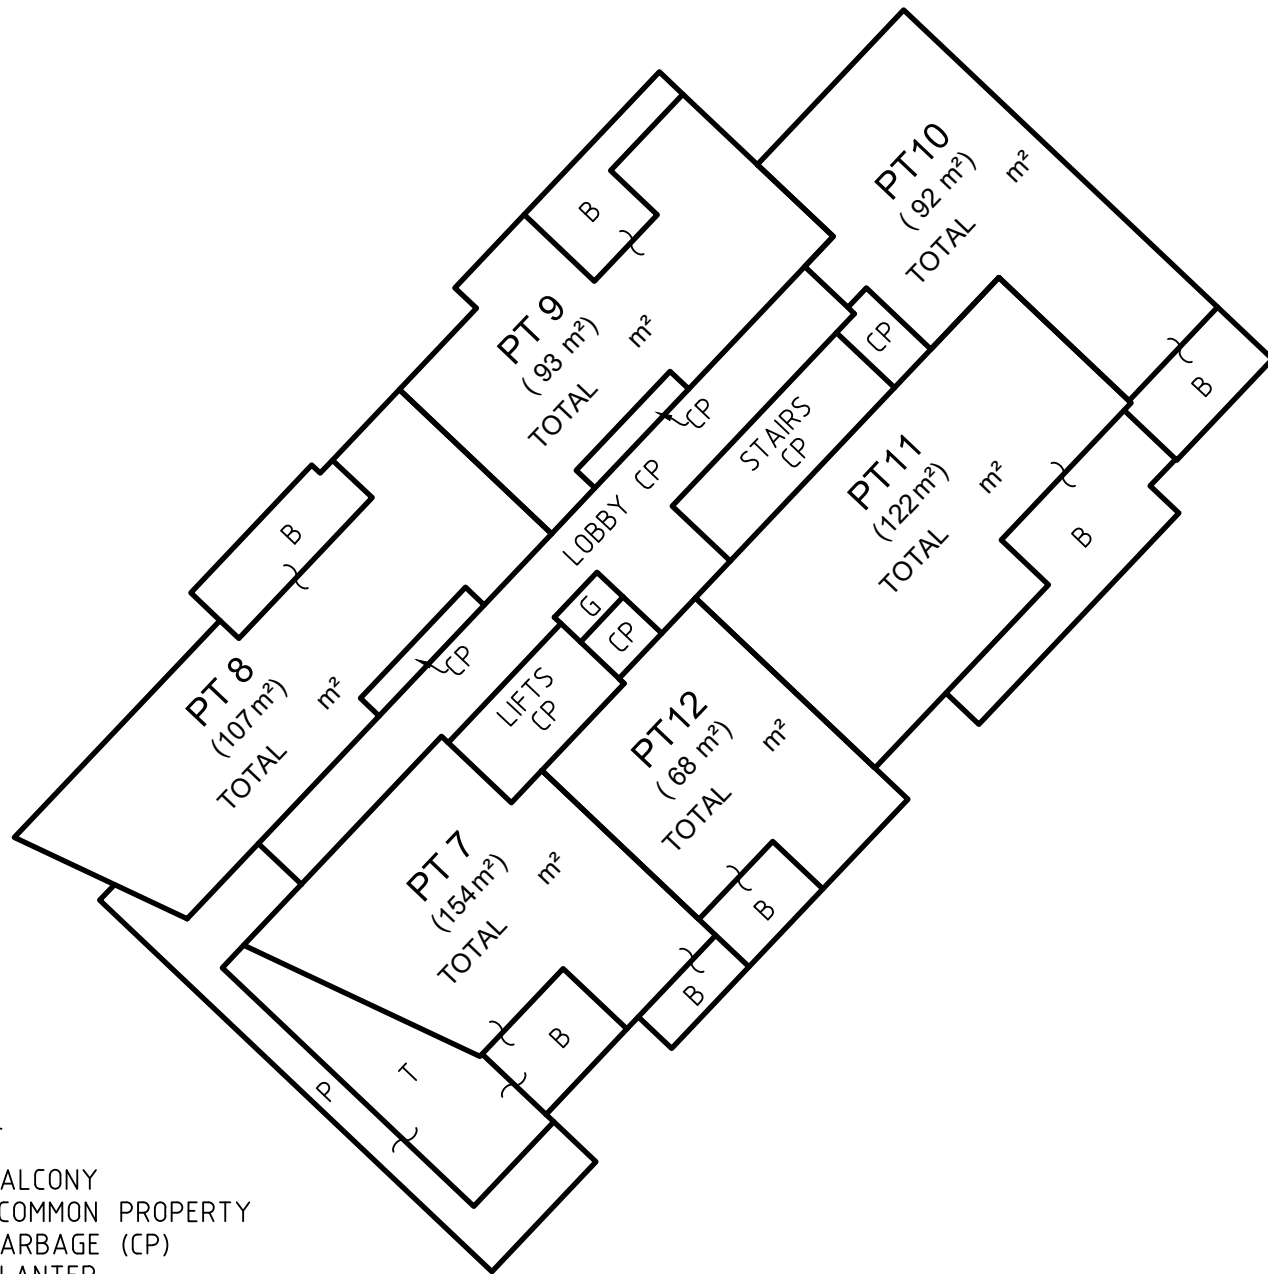 PT10
( 92 m²)
TOTAL m²
B
PT 9
( 93 m²)
TOTAL m²
B
CP
CP
STAIRS
CP
LOBBY CP
PT11
(122m²)
TOTAL m²
B
B
PT 8
(107m²)
TOTAL m²
CP
G
CP
LIFTS
CP
PT12
( 68 m²)
TOTAL m²
B
PT 7
(154m²)
TOTAL m²
B
B
T
P
ALCONY
COMMON PROPERTY
ARBAGE (CP)
LANTER